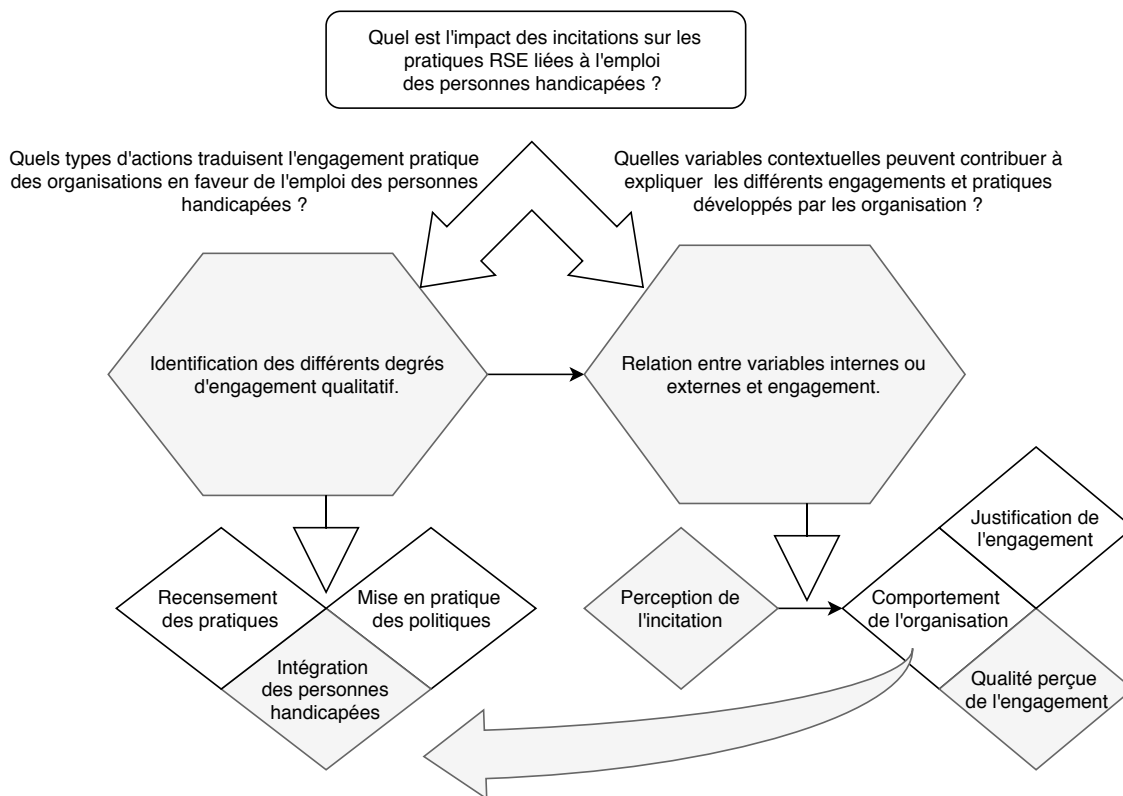 Quel est l'impact des incitations sur les
pratiques RSE liées à l'emploi
des personnes handicapées ?
Quels types d'actions traduisent l'engagement pratique
des organisations en faveur de l'emploi des personnes
handicapées ?
Quelles variables contextuelles peuvent contribuer à
expliquer les différents engagements et pratiques
développés par les organisation ?
Identification des différents degrés
d'engagement qualitatif.
Relation entre variables internes ou
externes et engagement.
Recensement
des pratiques
Mise en pratique
des politiques
Intégration
des personnes
handicapées
Perception de
l'incitation
Comportement
de l'organisation
Justification de
l'engagement
Qualité perçue
de l'engagement